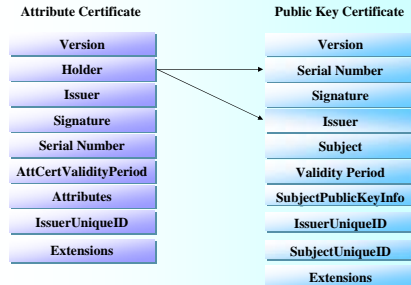 Attribute Certificate
Version
Holder
Issuer
Signature
Serial Number
AttCertValidityPeriod
Attributes
IssuerUniqueID
Extensions
Public Key Certificate
Version
Serial Number
Signature
Issuer
Subject
Validity Period
SubjectPublicKeyInfo
IssuerUniqueID
SubjectUniqueID
Extensions